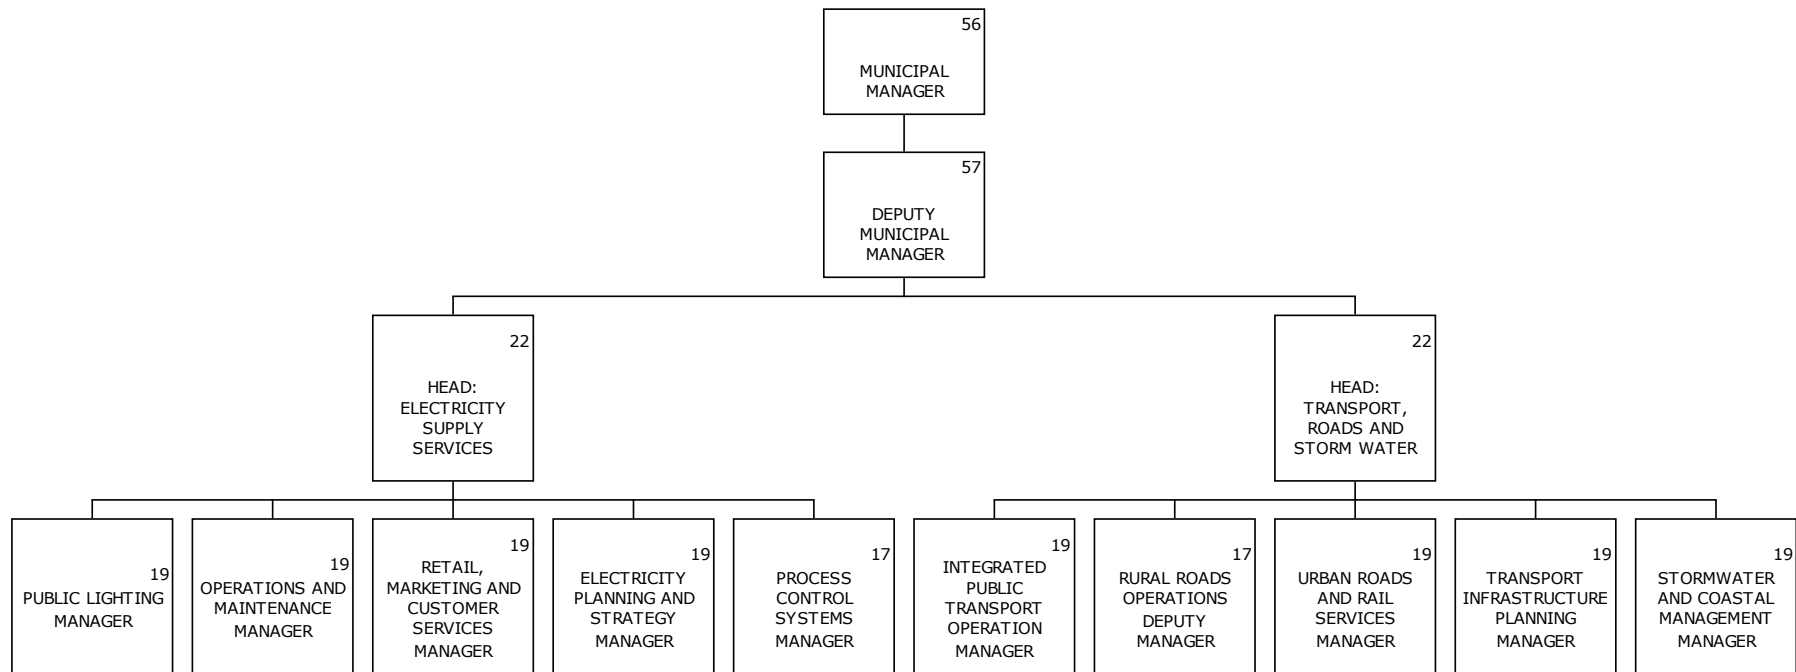 56
MUNICIPAL
MANAGER
57
DEPUTY
MUNICIPAL
MANAGER
22
HEAD:
ELECTRICITY
SUPPLY
SERVICES
22
HEAD:
TRANSPORT,
ROADS AND
STORM WATER
19
PUBLIC LIGHTING
MANAGER
19
OPERATIONS AND
MAINTENANCE
MANAGER
19
RETAIL,
MARKETING AND
CUSTOMER
SERVICES
MANAGER
19
ELECTRICITY
PLANNING AND
STRATEGY
MANAGER
17
PROCESS
CONTROL
SYSTEMS
MANAGER
19
INTEGRATED
PUBLIC
TRANSPORT
OPERATION
MANAGER
17
RURAL ROADS
OPERATIONS
DEPUTY
MANAGER
19
URBAN ROADS
AND RAIL
SERVICES
MANAGER
19
TRANSPORT
INFRASTRUCTURE
PLANNING
MANAGER
19
STORMWATER
AND COASTAL
MANAGEMENT
MANAGER